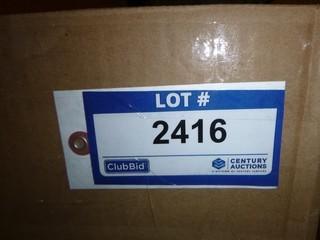 LOT #
2416
ClubBid
CENTURY
AUCTIONS